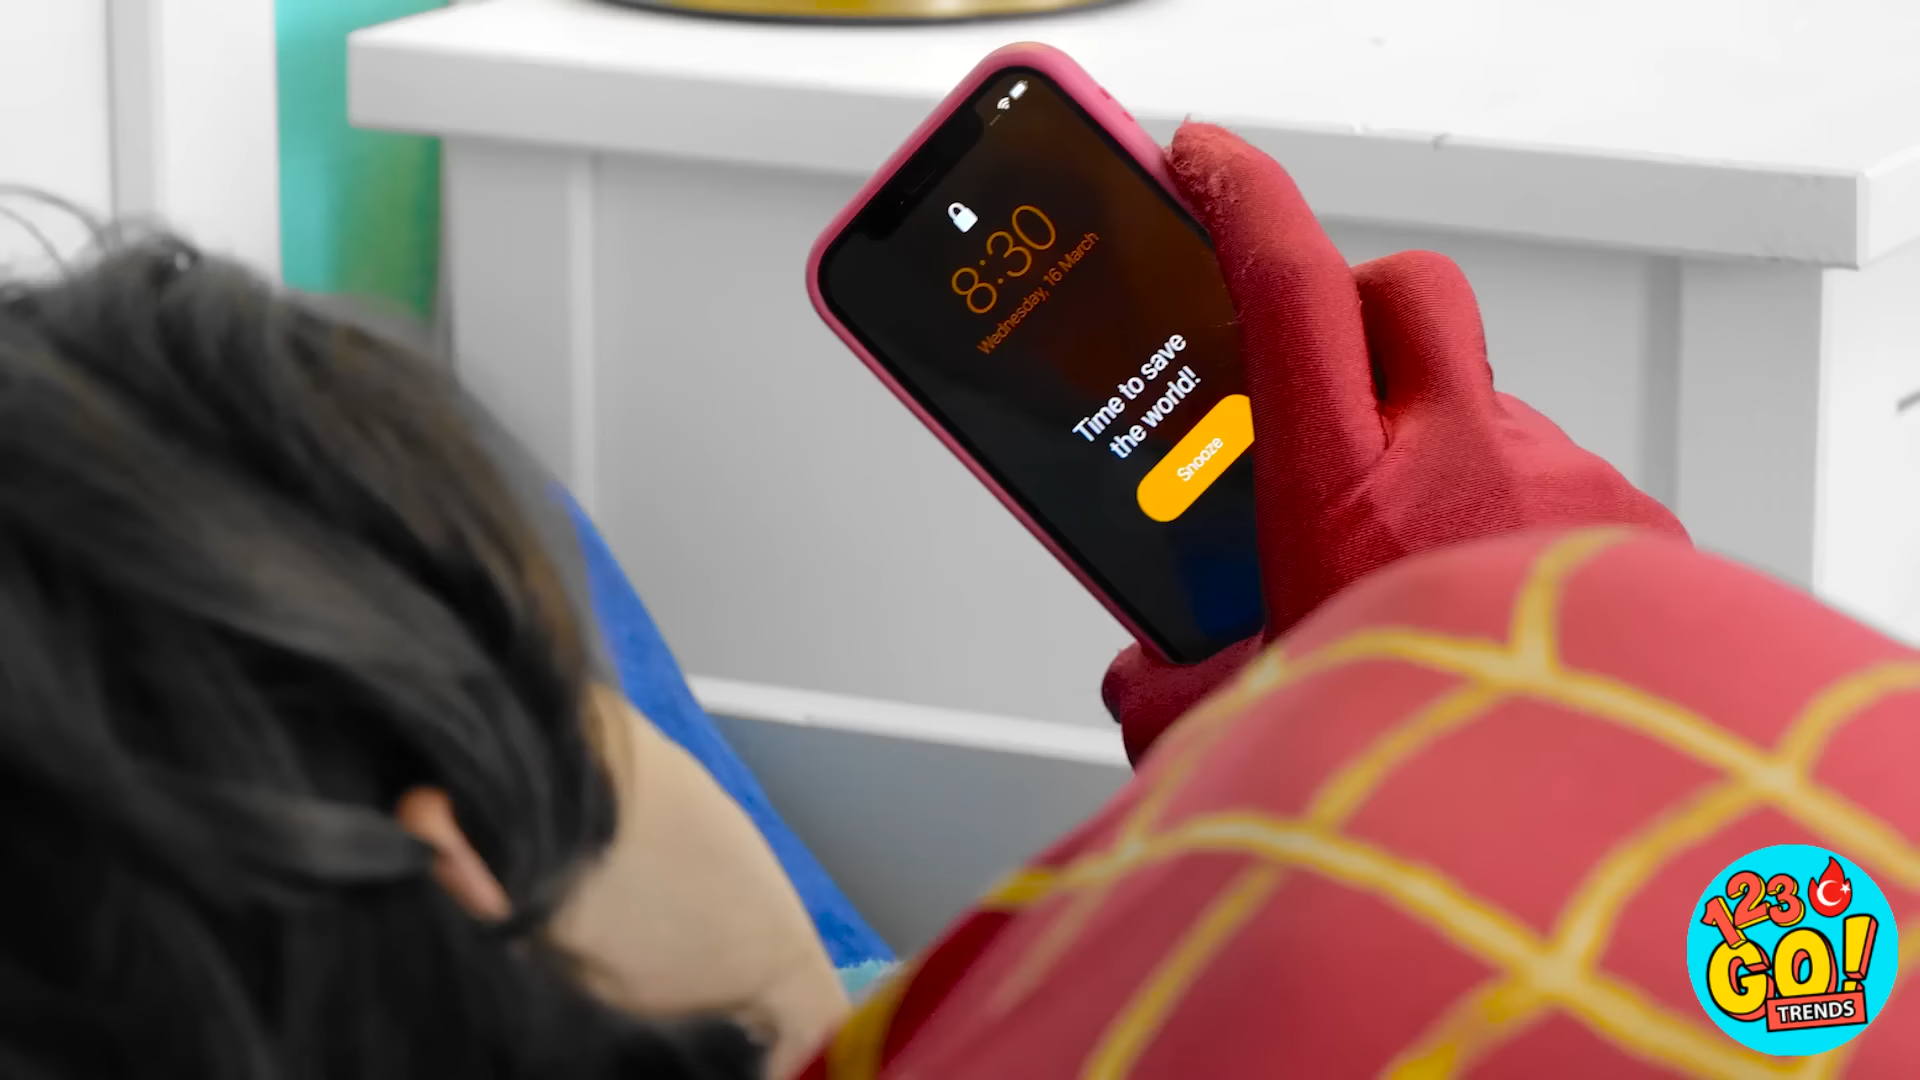 8:30
Wednesday, 16 March
Time to save
the world!
Snooze
123
GO!
TRENDS